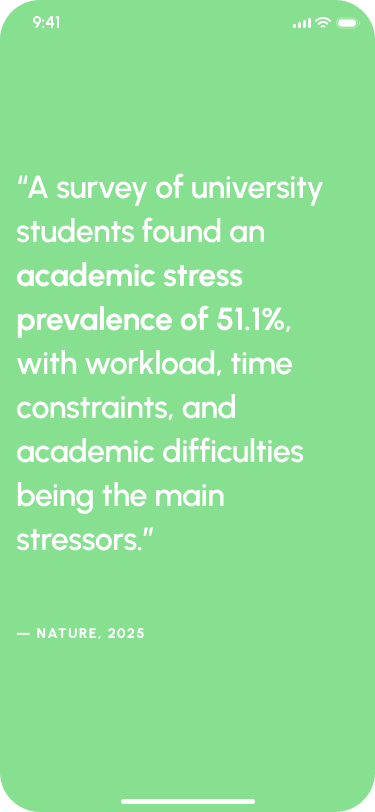 9:41
“A survey of university
students found an
academic stress
prevalence of 51.1%,
with workload, time
constraints, and
academic difficulties
being the main
stressors.”
— NATURE, 2025